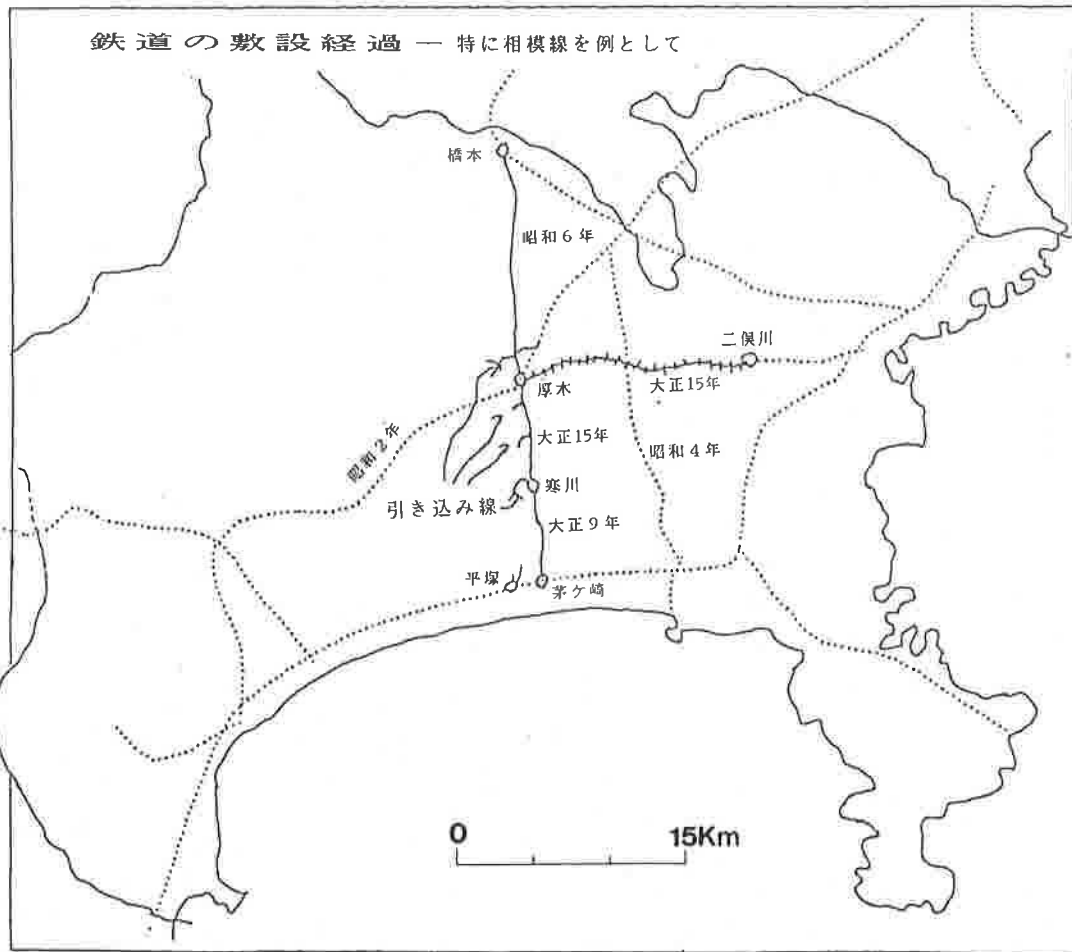 鉄道の敷設経過 ― 特に相模線を例として
橋本
昭和6年
二俣川
厚木
大正15年
昭和2年
大正15年
昭和4年
寒川
引き込み線
大正9年
平塚
茅ケ崎
0 15Km